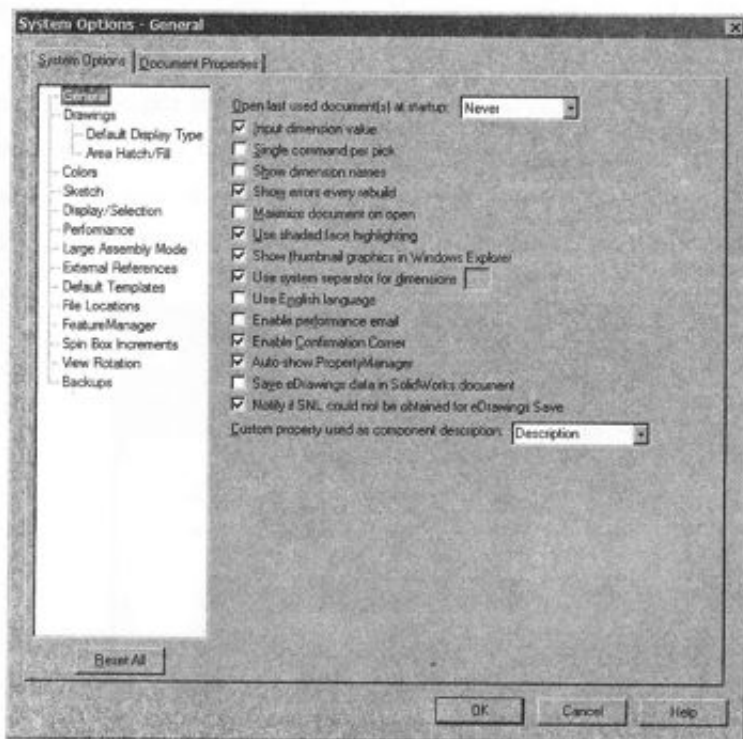 System Options - General
System Options
Document Properties
General
Drawings
Default Display Type
Area Hatch/Fill
Colors
Sketch
Display/Selection
Performance
Large Assembly Mode
External References
Default Templates
File Locations
FeatureManager
Spin Box Increments
View Rotation
Backups
Reset All
Open last used document(s) at startup: Never
Input dimension value
Single command per pick
Show dimension names
Show errors every rebuild
Maximize document on open
Use shaded face highlighting
Show thumbnail graphics in Windows Explorer
Use system separator for dimensions
Use English language
Enable performance email
Enable Confirmation Corner
Auto-show PropertyManager
Save eDrawings data in SolidWorks document
Notify if SNL could not be obtained for eDrawings Save
Custom property used as component description: Description
OK
Cancel
Help